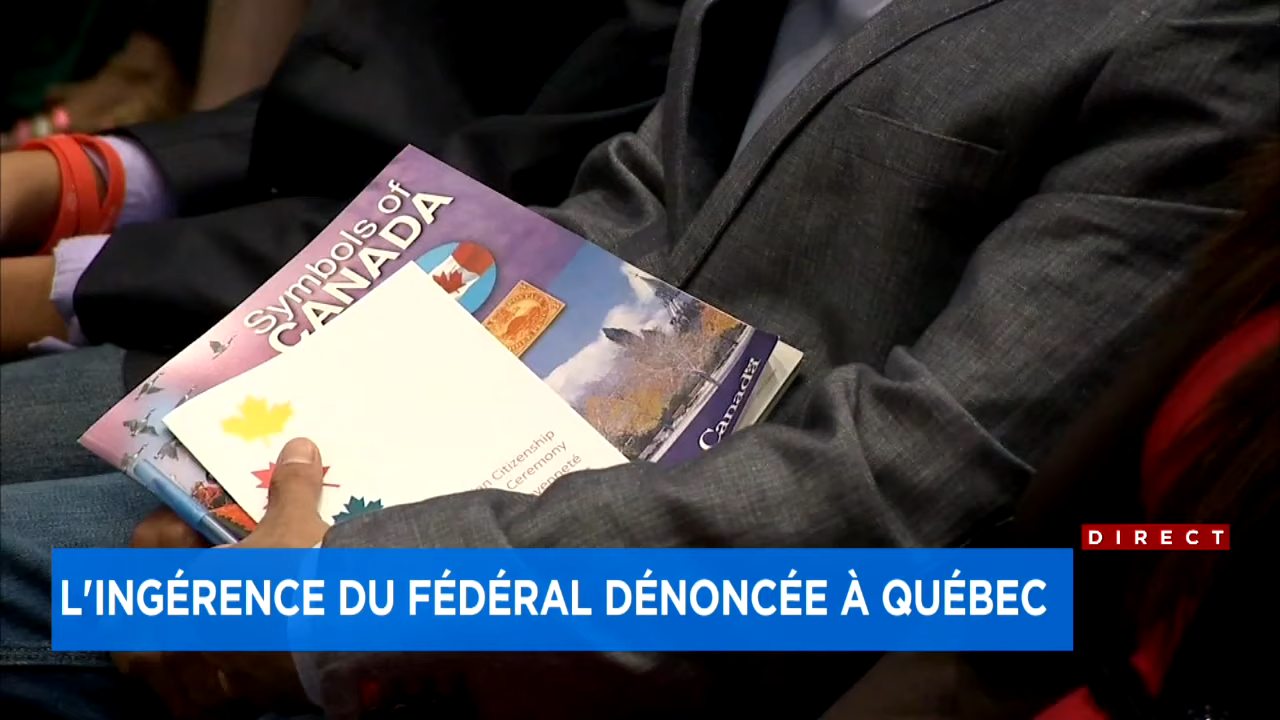 Symbols of
CANADA
Canada
Citizenship
Ceremony
DIRECT
L'INGÉRENCE DU FÉDÉRAL DÉNONCÉE À QUÉBEC